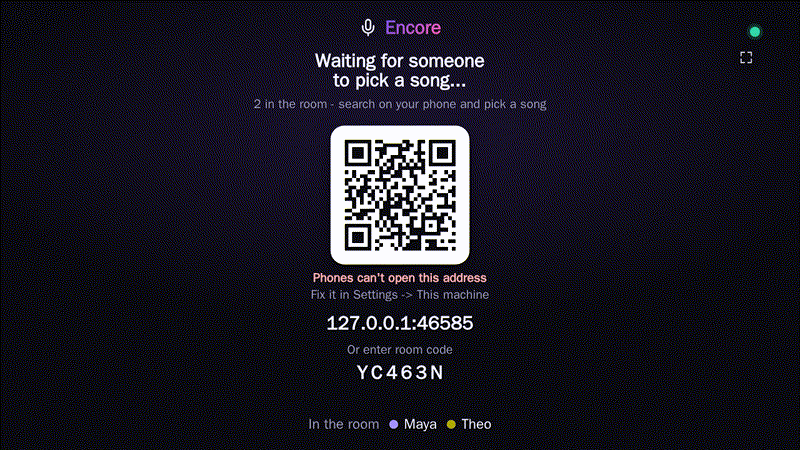 Encore
Waiting for someone
to pick a song...
2 in the room - search on your phone and pick a song
Phones can't open this address
Fix it in Settings -> This machine
127.0.0.1:46585
Or enter room code
YC463N
In the room Maya Theo